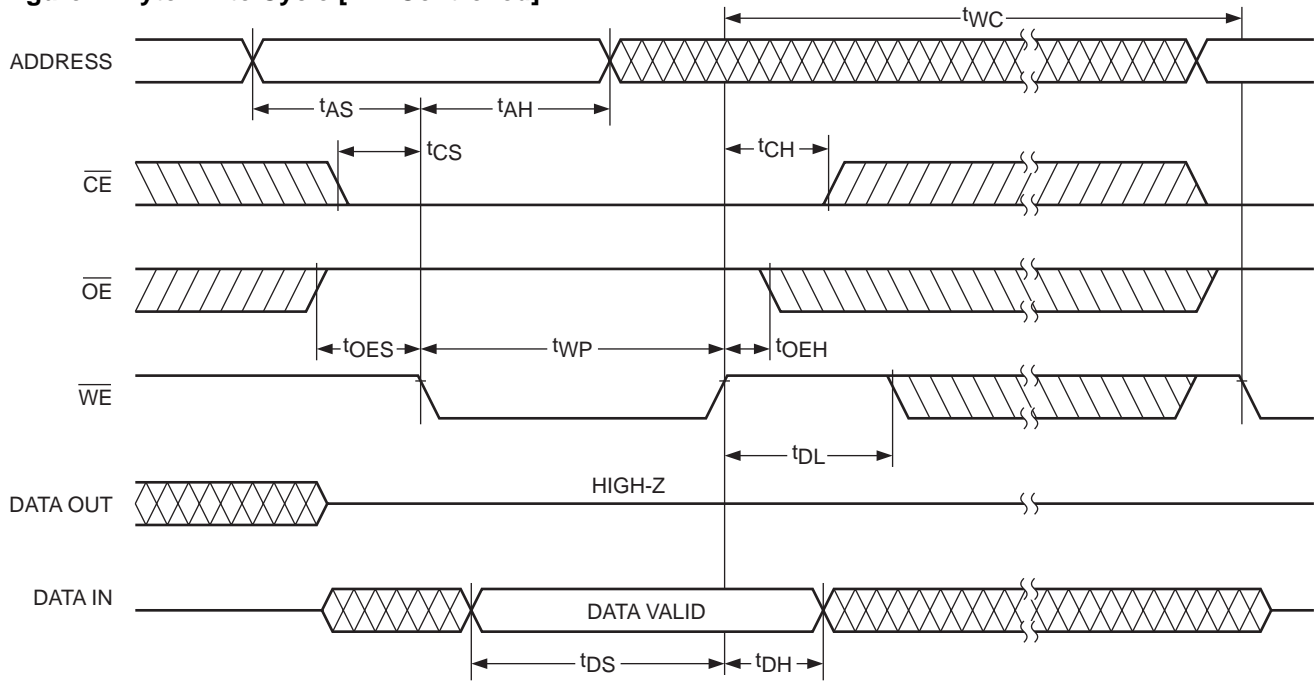 tWC
ADDRESS
tAS
tAH
tCS
tCH
CE
OE
tOES
tWP
tOEH
WE
tDL
HIGH-Z
DATA OUT
DATA IN
DATA VALID
tDS
tDH